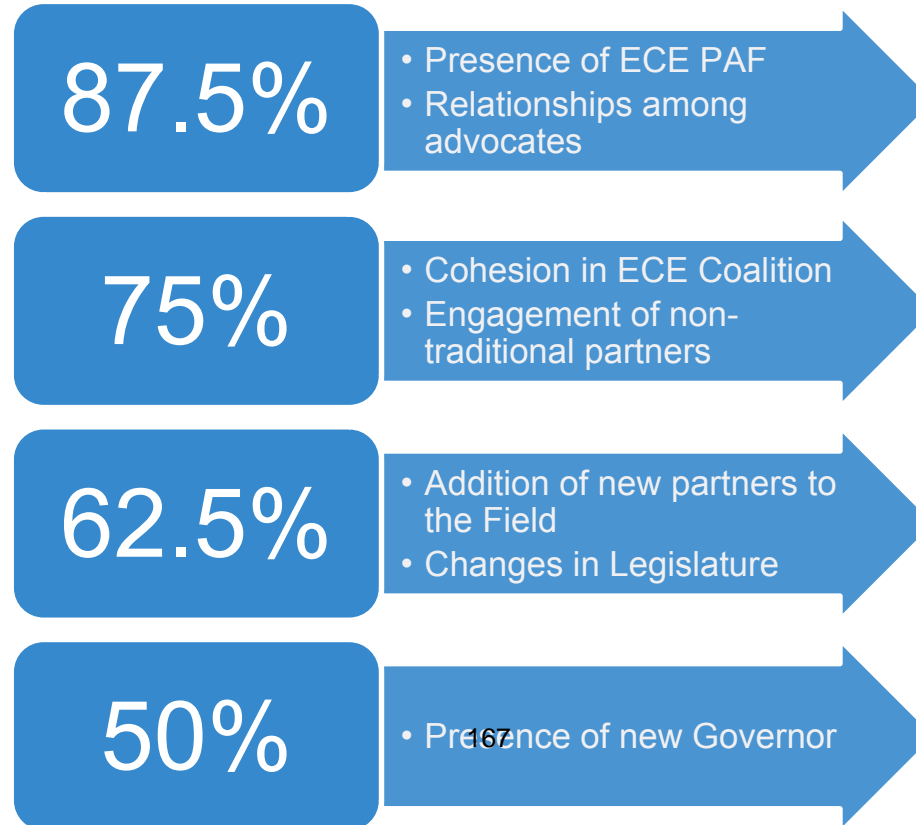 87.5%
• Presence of ECE PAF
• Relationships among
advocates
75%
• Cohesion in ECE Coalition
• Engagement of non-
traditional partners
62.5%
• Addition of new partners to
the Field
• Changes in Legislature
50%
• Presence of new Governor
167